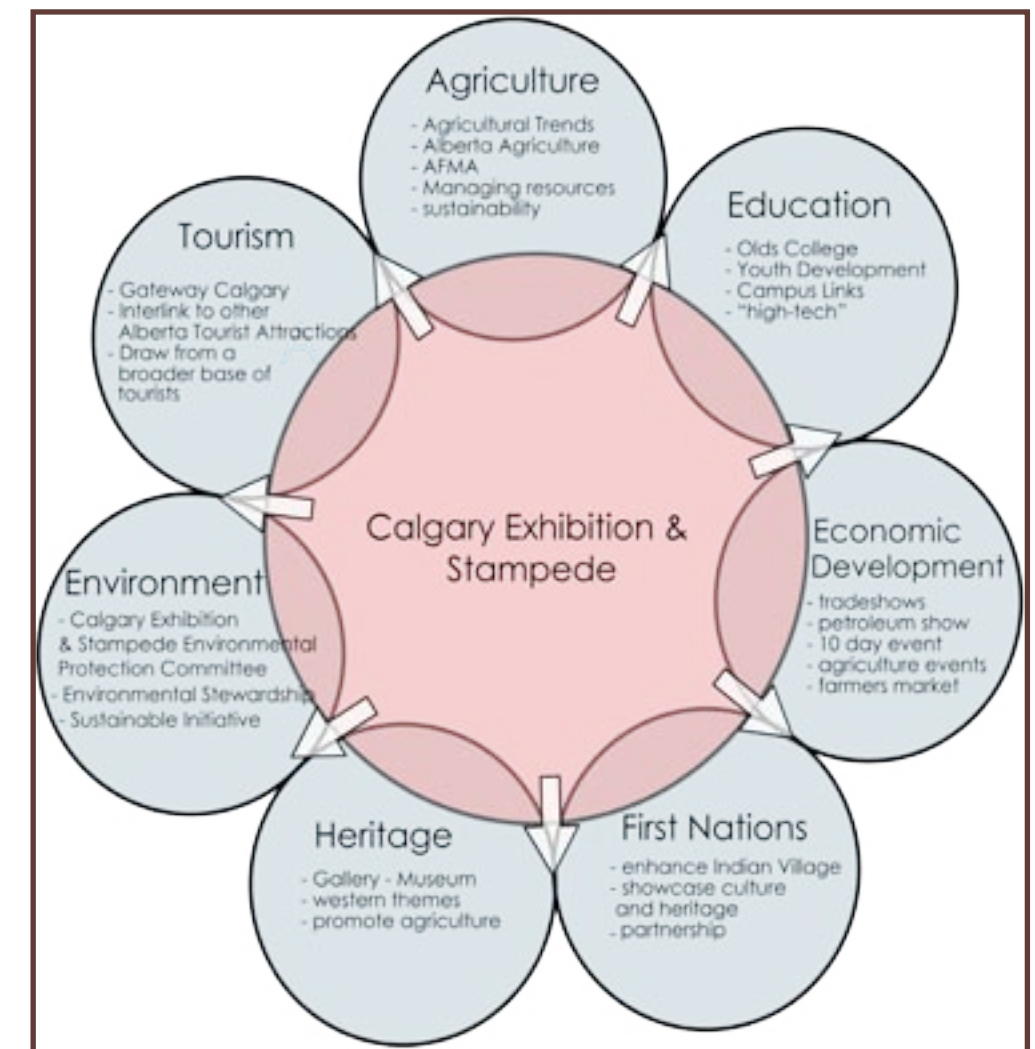 Agriculture
- Agricultural Trends
- Alberta Agriculture
- AFMA
- Managing resources
- sustainability
Education
- Olds College
- Youth Development
- Campus Links
- "high-tech"
Economic
Development
- tradeshows
- petroleum show
- 10 day event
- agriculture events
- farmers market
First Nations
- enhance Indian Village
- showcase culture
and heritage
- partnership
Heritage
- Gallery - Museum
- western themes
- promote agriculture
Environment
- Calgary Exhibition
& Stampede Environmental
Protection Committee
- Environmental Stewardship
- Sustainable Initiative
Tourism
- Gateway Calgary
- Interlink to other
Alberta Tourist Attractions
- Draw from a
broader base of
tourists
Calgary Exhibition &
Stampede